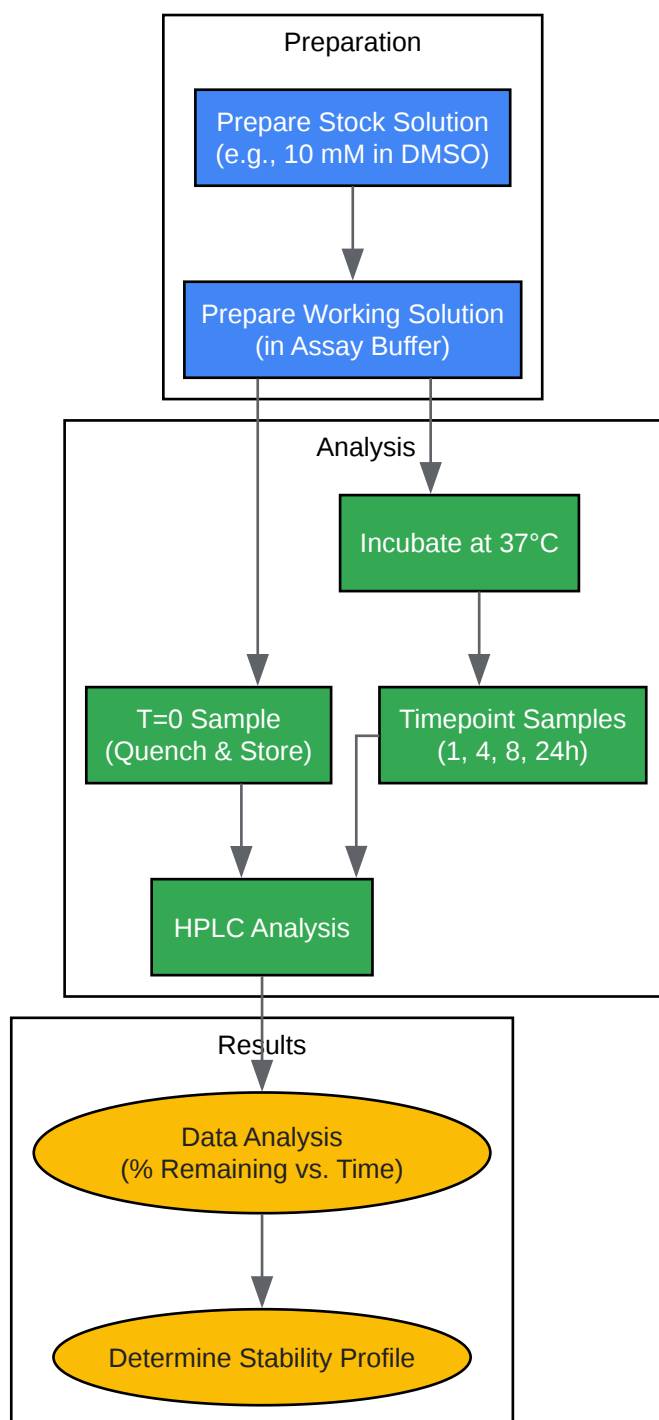 Preparation
Prepare Stock Solution
(e.g., 10 mM in DMSO)
Prepare Working Solution
(in Assay Buffer)
Analysis
Incubate at 37°C
T=0 Sample
(Quench & Store)
Timepoint Samples
(1, 4, 8, 24h)
HPLC Analysis
Results
Data Analysis
(% Remaining vs. Time)
Determine Stability Profile